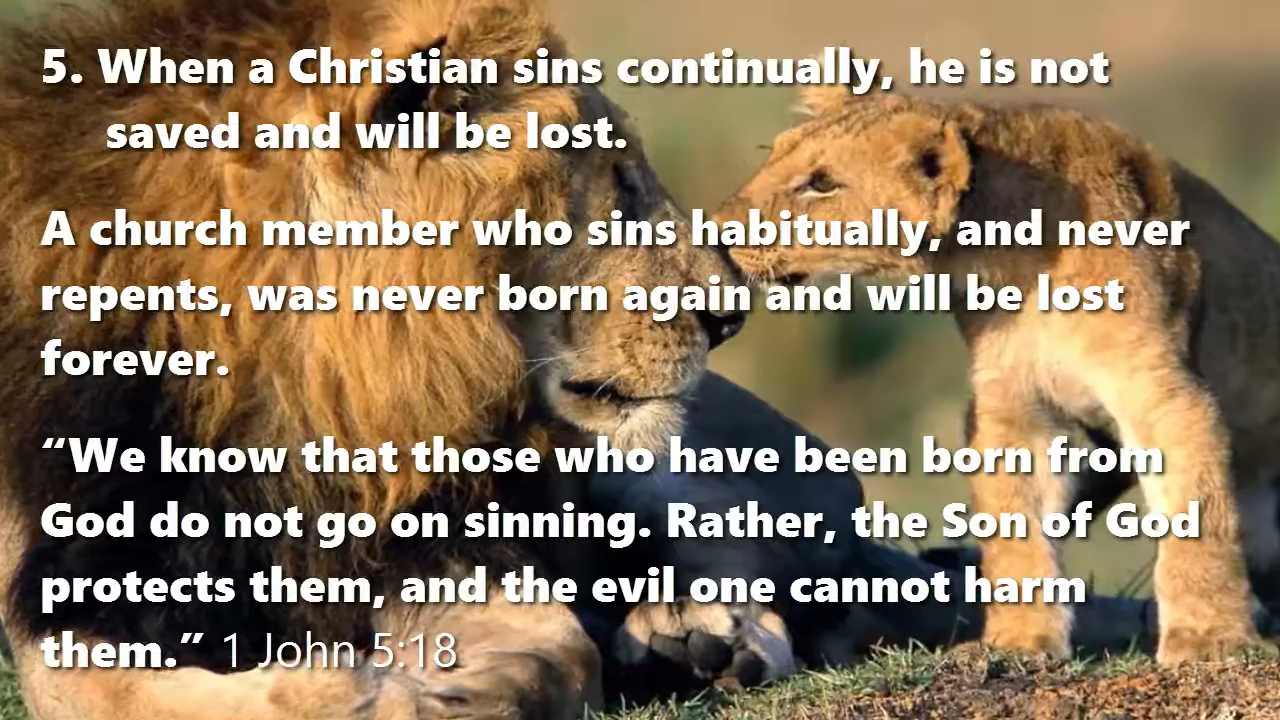 5. When a Christian sins continually, he is not
saved and will be lost.
A church member who sins habitually, and never
repents, was never born again and will be lost
forever.
“We know that those who have been born from
God do not go on sinning. Rather, the Son of God
protects them, and the evil one cannot harm
them.” 1 John 5:18